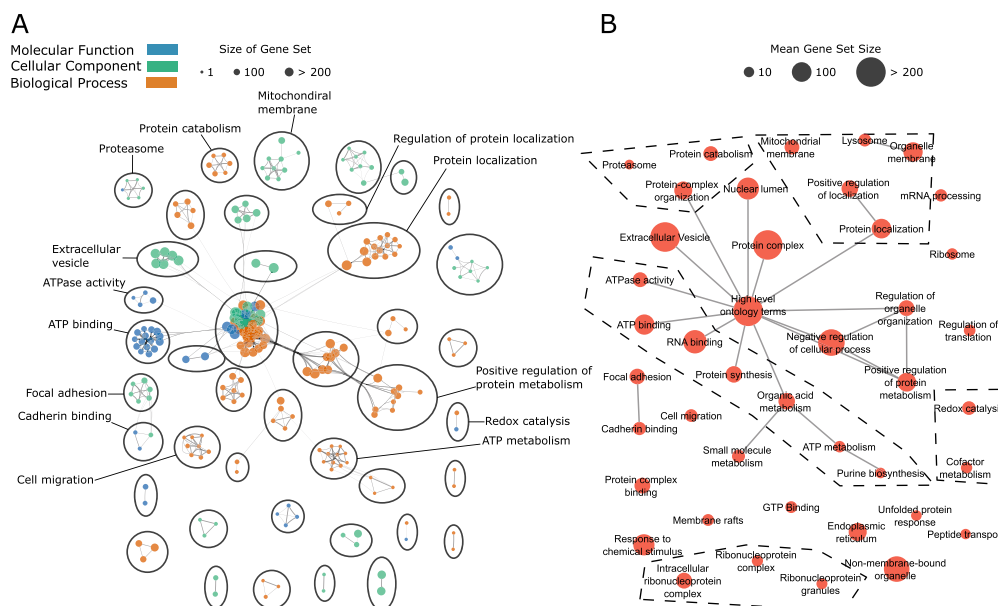 A
Molecular Function
Cellular Component
Biological Process
Size of Gene Set
1
100
> 200
Mitochondiral
membrane
Protein catabolism
Proteasome
Regulation of protein localization
Protein localization
Extracellular
vesicle
ATPase activity
ATP binding
Focal adhesion
Cadherin binding
Cell migration
Positive regulation of
protein metabolism
Redox catalysis
ATP metabolism
B
Mean Gene Set Size
10
100
> 200
Proteasome
Protein catabolism
Mitochondrial
membrane
Lysosome
Organelle
membrane
Protein complex
organization
Nuclear lumen
Positive regulation
of localization
mRNA processing
Extracellular Vesicle
Protein complex
Protein localization
Ribosome
ATPase activity
High level
ontology terms
Regulation of
organelle
organization
ATP binding
RNA binding
Negative regulation
of cellular process
Regulation of
translation
Focal adhesion
Protein synthesis
Positive regulation
of protein
metabolism
Organic acid
metabolism
Redox catalysi
Cadherin binding
Cell migration
Small molecule
metabolism
ATP metabolism
Purine biosynthesis
Cofactor
metabolism
Protein complex
binding
GTP Binding
Membrane rafts
Unfolded protein
response
Endoplasmic
reticulum
Peptide transpo
Response to
chemical stimulus
Ribonucleoprotein
complex
Intracellular
ribonucleoprotein
complex
Ribonucleoprotein
granules
Non-membrane-bound
organelle